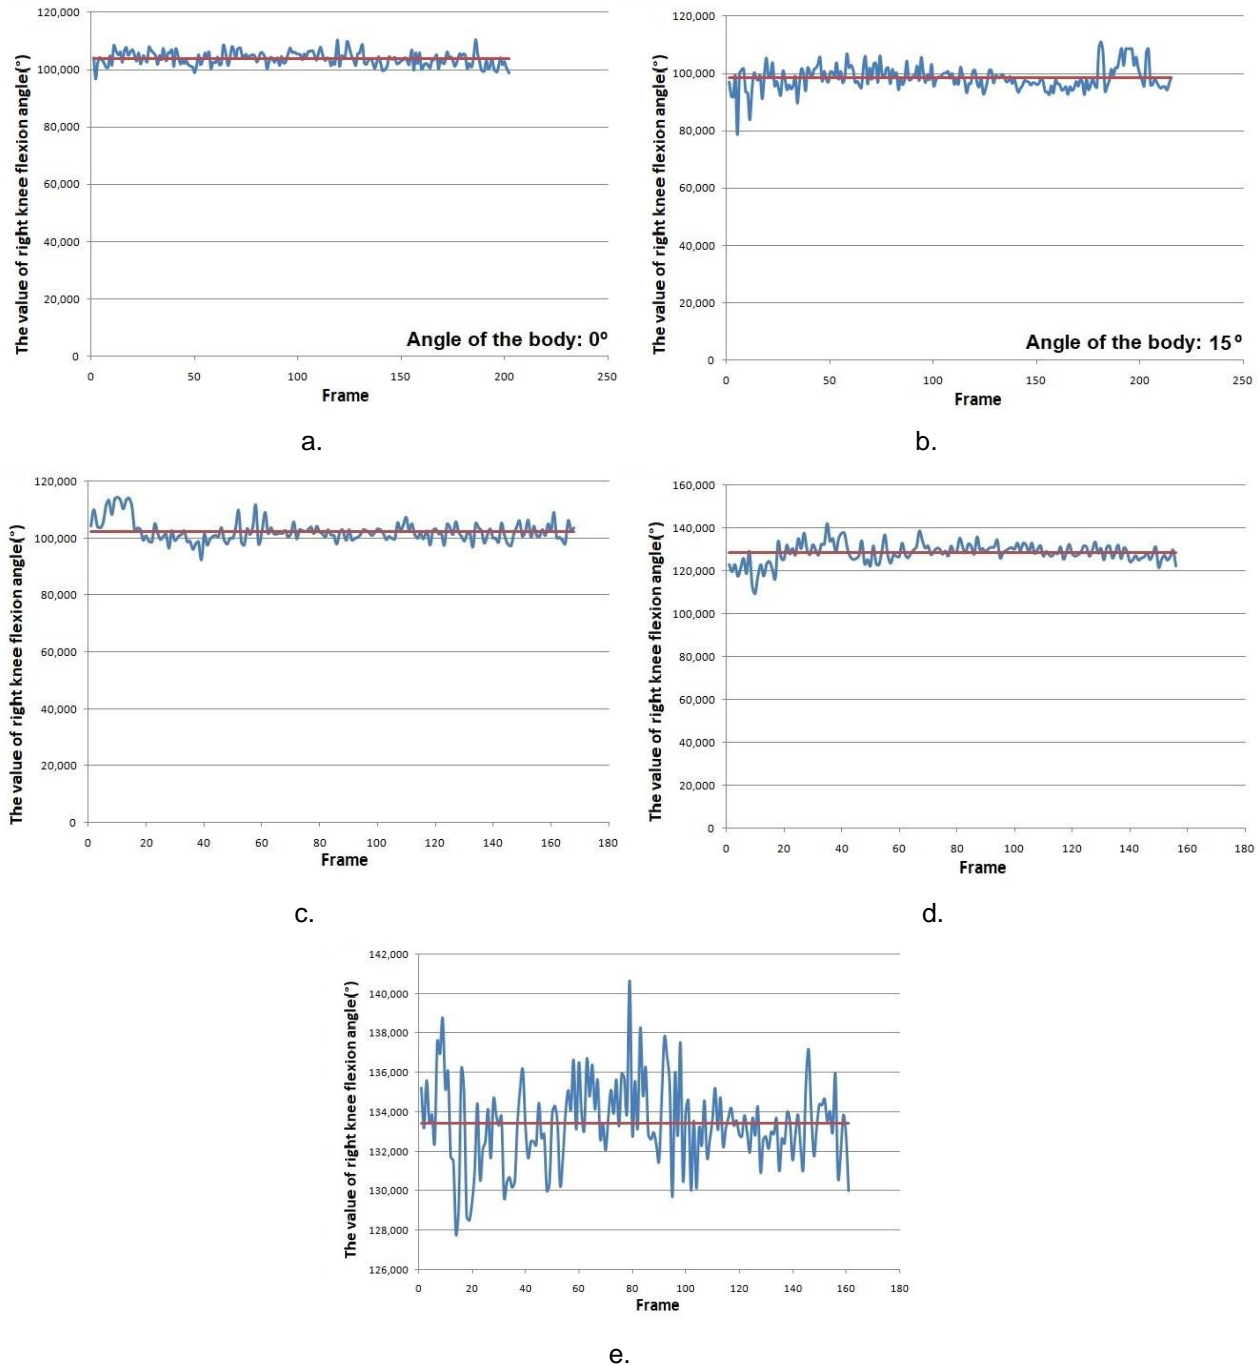 The value of right knee flexion angle(°)
120,000
100,000
80,000
60,000
40,000
20,000
0
0 50 100 150 200 250
Angle of the body: 0º
Frame
a.
The value of right knee flexion angle(°)
120,000
100,000
80,000
60,000
40,000
20,000
0
0 50 100 150 200 250
Angle of the body: 15º
Frame
b.
The value of right knee flexion angle(°)
120,000
100,000
80,000
60,000
40,000
20,000
0
0 20 40 60 80 100 120 140 160 180
Frame
c.
The value of right knee flexion angle(°)
160,000
140,000
120,000
100,000
80,000
60,000
40,000
20,000
0
0 20 40 60 80 100 120 140 160 180
Frame
d.
The value of right knee flexion angle(°)
142,000
140,000
138,000
136,000
134,000
132,000
130,000
128,000
126,000
0 20 40 60 80 100 120 140 160 180
Frame
e.